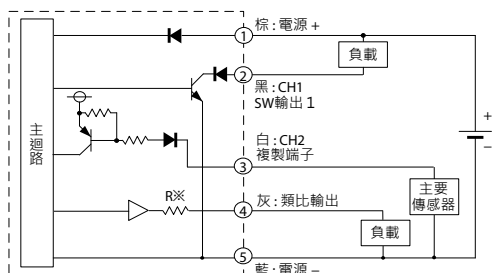 ① 棕:電源 +
負載
②
黑:CH1
SW輸出 1
主迴路
+
−
白:CH2
複製端子
③
R※
④ 灰:類比輸出
主要
傳感器
負載
⑤
藍:電源 −